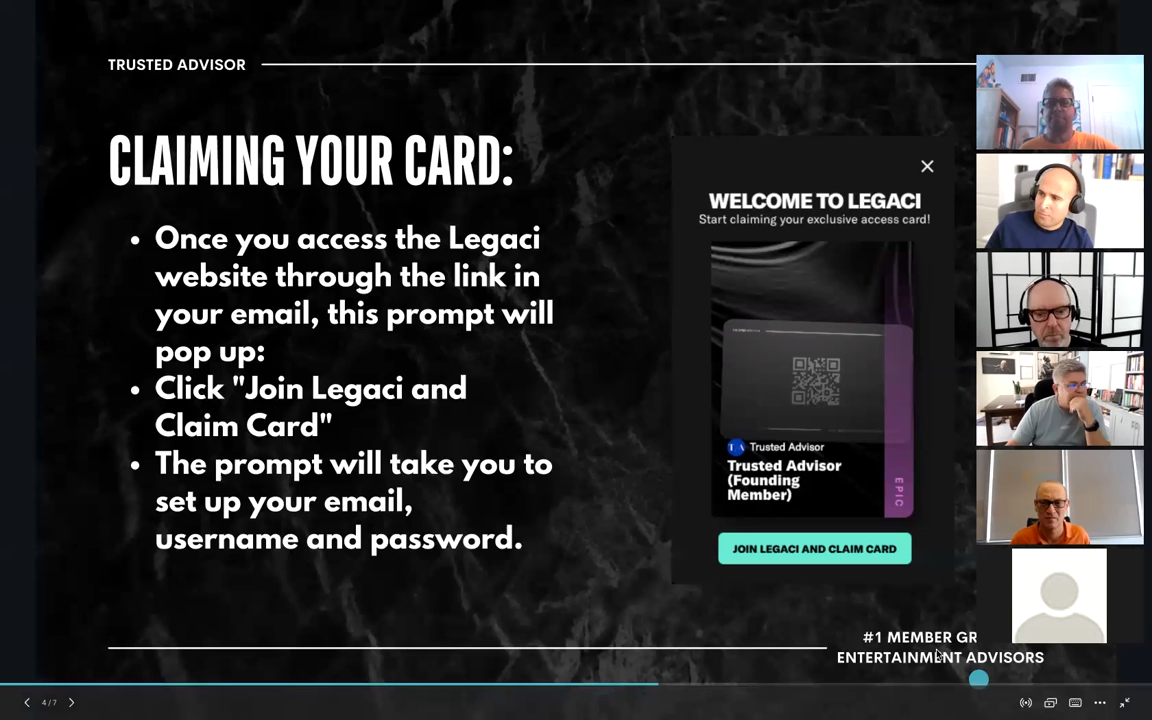 TRUSTED ADVISOR
CLAIMING YOUR CARD:
• Once you access the Legaci
website through the link in
your email, this prompt will
pop up:
• Click "Join Legaci and
Claim Card"
• The prompt will take you to
set up your email,
username and password.
WELCOME TO LEGACI
Start claiming your exclusive access card!
TA Trusted Advisor
Trusted Advisor
(Founding
Member)
EPIC
JOIN LEGACI AND CLAIM CARD
#1 MEMBER GR
ENTERTAINMENT ADVISORS
4/7